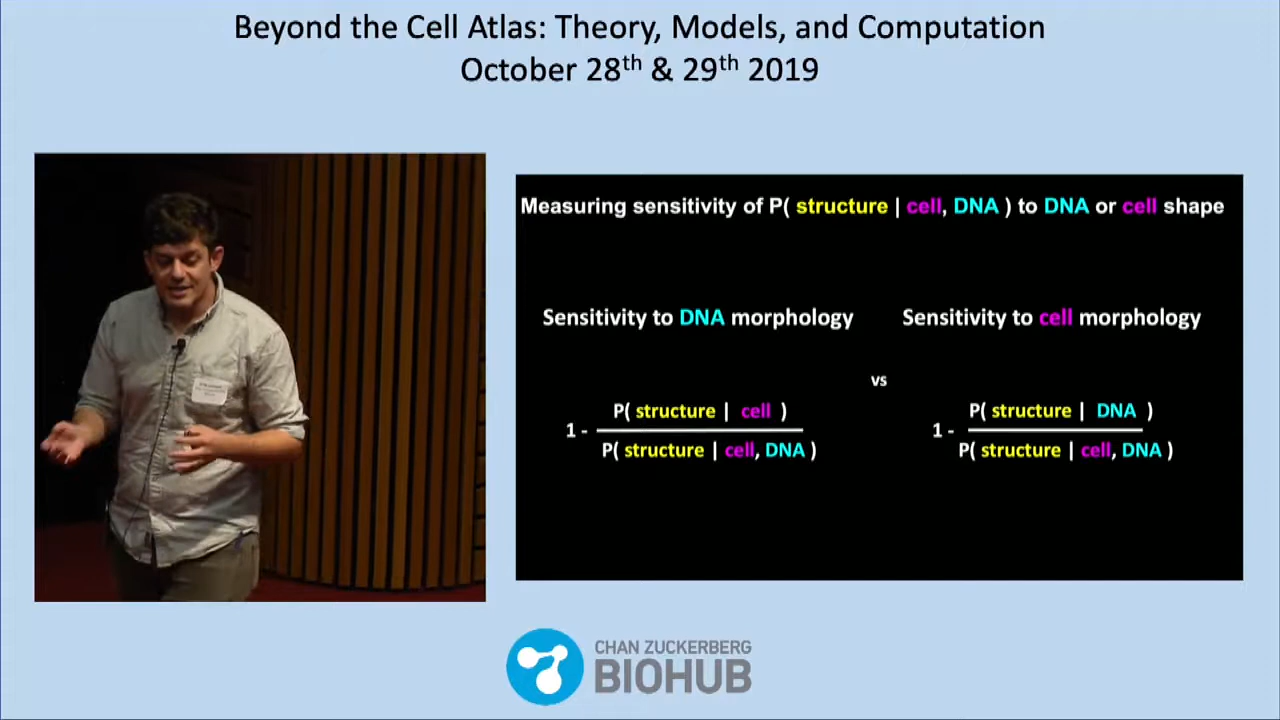 Beyond the Cell Atlas: Theory, Models, and Computation
October 28th & 29th 2019
Measuring sensitivity of P( structure | cell, DNA ) to DNA or cell shape
Sensitivity to DNA morphology
Sensitivity to cell morphology
vs
1 -
P( structure | cell )
P( structure | cell, DNA )
1 -
P( structure | DNA )
P( structure | cell, DNA )
CHAN ZUCKERBERG
BIOHUB